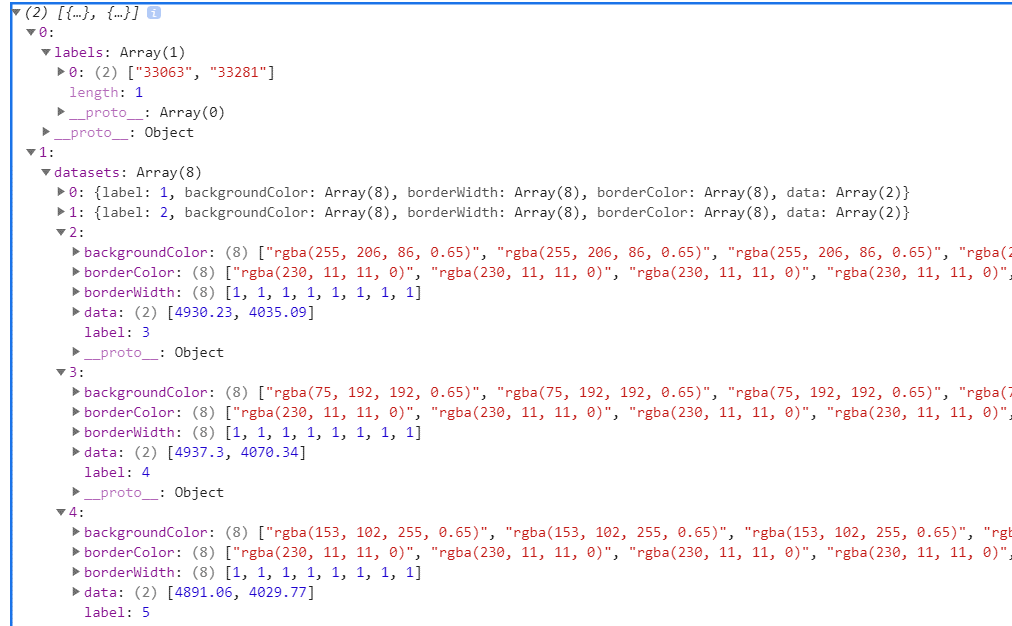 (2) [{…}, {…}] i
0:
labels: Array(1)
0: (2) ["33063", "33281"]
length: 1
__proto__: Array(0)
__proto__: Object
1:
datasets: Array(8)
0: {label: 1, backgroundColor: Array(8), borderWidth: Array(8), borderColor: Array(8), data: Array(2)}
1: {label: 2, backgroundColor: Array(8), borderWidth: Array(8), borderColor: Array(8), data: Array(2)}
2:
backgroundColor: (8) ["rgba(255, 206, 86, 0.65)", "rgba(255, 206, 86, 0.65)", "rgba(255, 206, 86, 0.65)", "rgba(2
borderColor: (8) ["rgba(230, 11, 11, 0)", "rgba(230, 11, 11, 0)", "rgba(230, 11, 11, 0)", "rgba(230, 11, 11, 0)",
borderWidth: (8) [1, 1, 1, 1, 1, 1, 1, 1]
data: (2) [4930.23, 4035.09]
label: 3
__proto__: Object
3:
backgroundColor: (8) ["rgba(75, 192, 192, 0.65)", "rgba(75, 192, 192, 0.65)", "rgba(75, 192, 192, 0.65)", "rgba(7
borderColor: (8) ["rgba(230, 11, 11, 0)", "rgba(230, 11, 11, 0)", "rgba(230, 11, 11, 0)", "rgba(230, 11, 11, 0)",
borderWidth: (8) [1, 1, 1, 1, 1, 1, 1, 1]
data: (2) [4937.3, 4070.34]
label: 4
__proto__: Object
4:
backgroundColor: (8) ["rgba(153, 102, 255, 0.65)", "rgba(153, 102, 255, 0.65)", "rgba(153, 102, 255, 0.65)", "rgb
borderColor: (8) ["rgba(230, 11, 11, 0)", "rgba(230, 11, 11, 0)", "rgba(230, 11, 11, 0)", "rgba(230, 11, 11, 0)",
borderWidth: (8) [1, 1, 1, 1, 1, 1, 1, 1]
data: (2) [4891.06, 4029.77]
label: 5